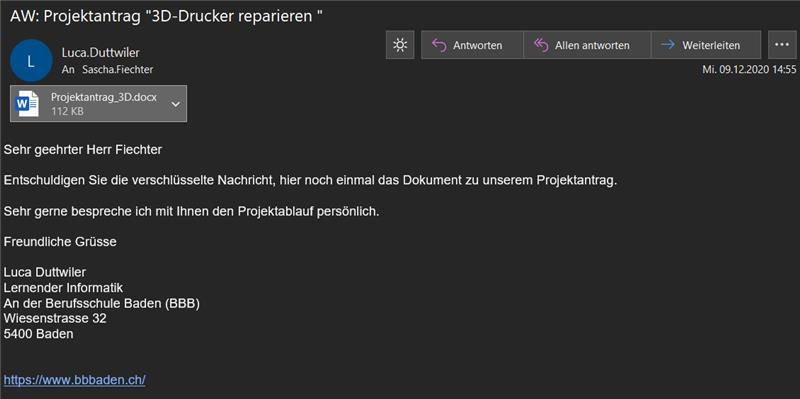 AW: Projektantrag "3D-Drucker reparieren "
L
Luca.Duttwiler
An Sascha.Fiechter
Antworten
Allen antworten
Weiterleiten
Mi. 09.12.2020 14:55
Projektantrag_3D.docx
112 KB
Sehr geehrter Herr Fiechter
Entschuldigen Sie die verschlüsselte Nachricht, hier noch einmal das Dokument zu unserem Projektantrag.
Sehr gerne bespreche ich mit Ihnen den Projektablauf persönlich.
Freundliche Grüsse
Luca Duttwiler
Lernender Informatik
An der Berufsschule Baden (BBB)
Wiesenstrasse 32
5400 Baden
https://www.bbbaden.ch/